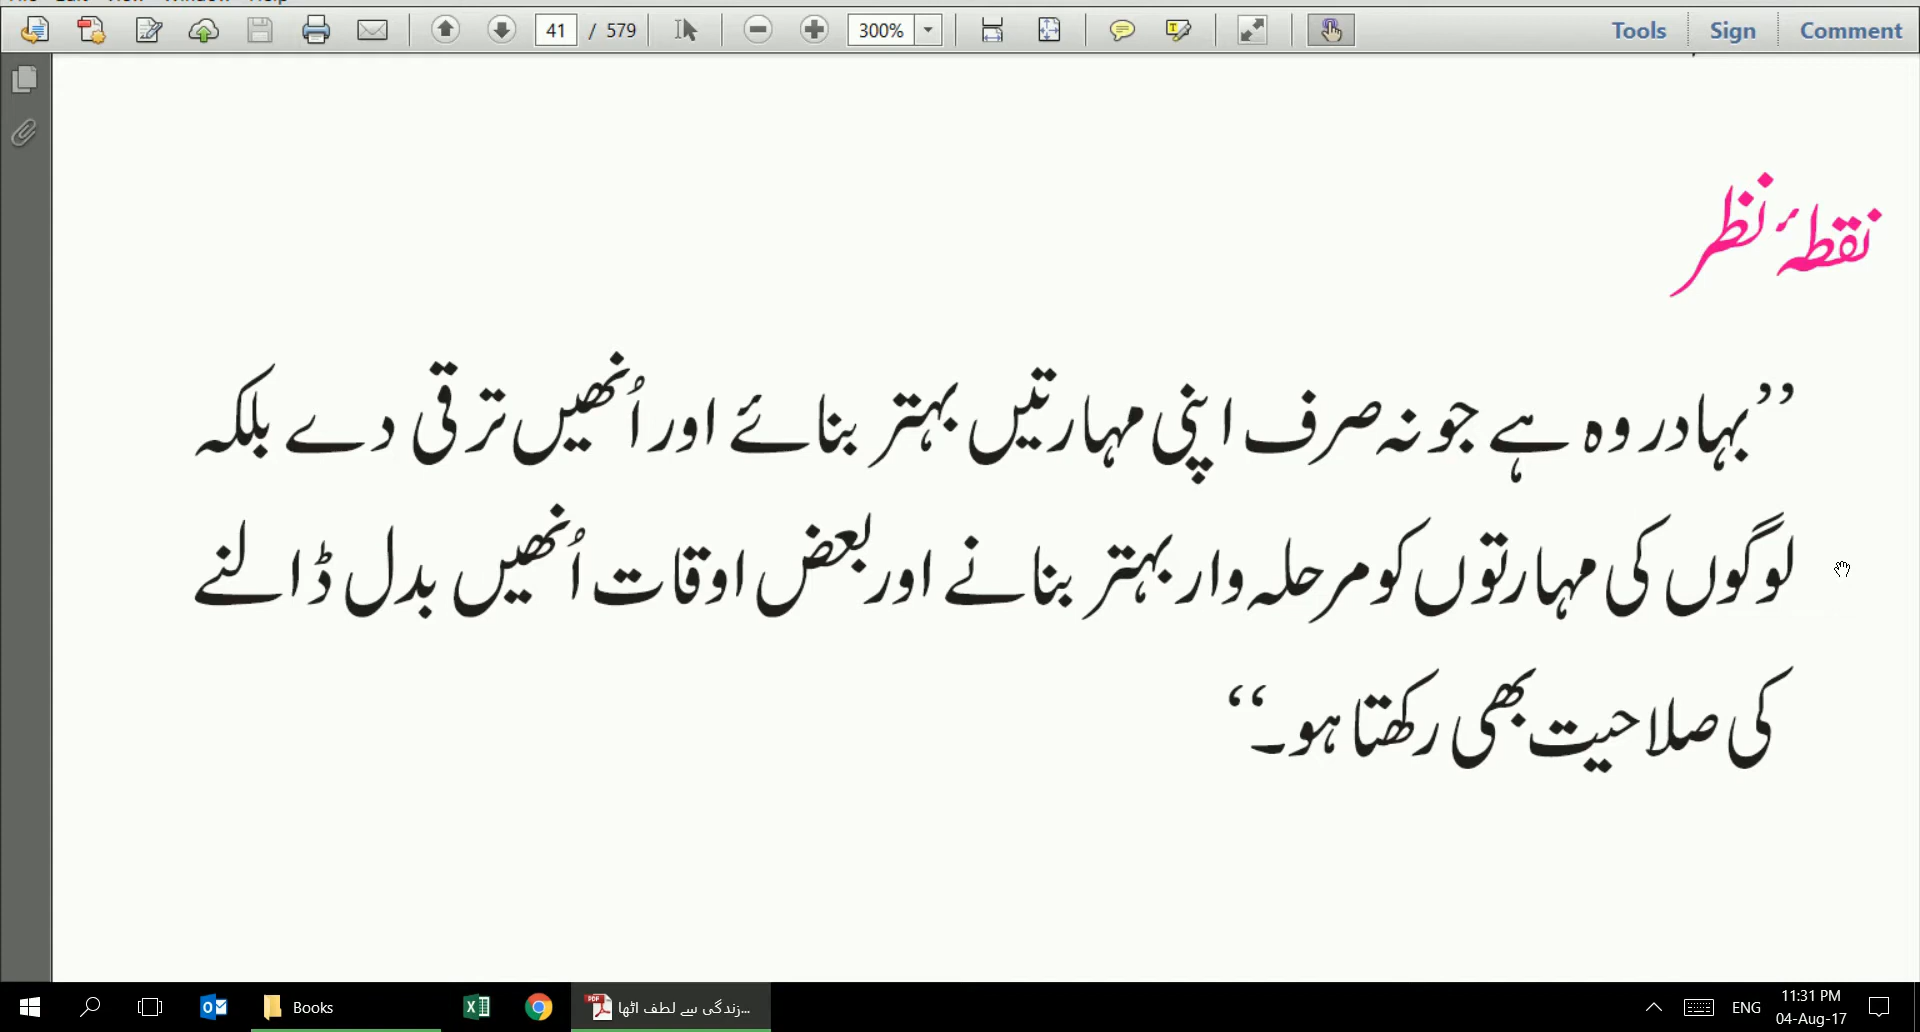 41 / 579
300%
Tools Sign Comment
نقطۂ نظر
’’بہادر وہ ہے جو نہ صرف اپنی مہارتیں بہتر بنائے اور اُنھیں ترقی دے بلکہ
لوگوں کی مہارتوں کو مرحلہ وار بہتر بنانے اور بعض اوقات اُنھیں بدل ڈالنے
کی صلاحیت بھی رکھتا ہو۔‘‘
Books
زندگی سے لطف اٹھا...
ENG
11:31 PM
04-Aug-17